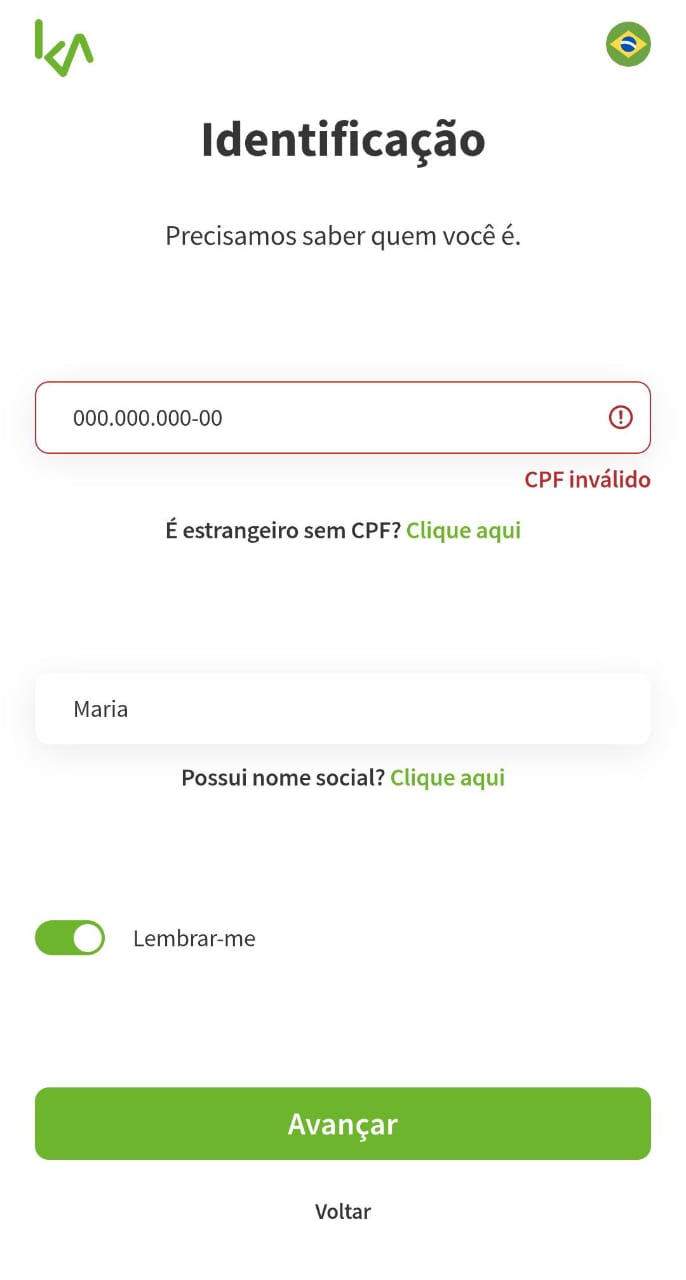 Identificação
Precisamos saber quem você é.
000.000.000-00
CPF inválido
É estrangeiro sem CPF? Clique aqui
Maria
Possui nome social? Clique aqui
Lembrar-me
Avançar
Voltar